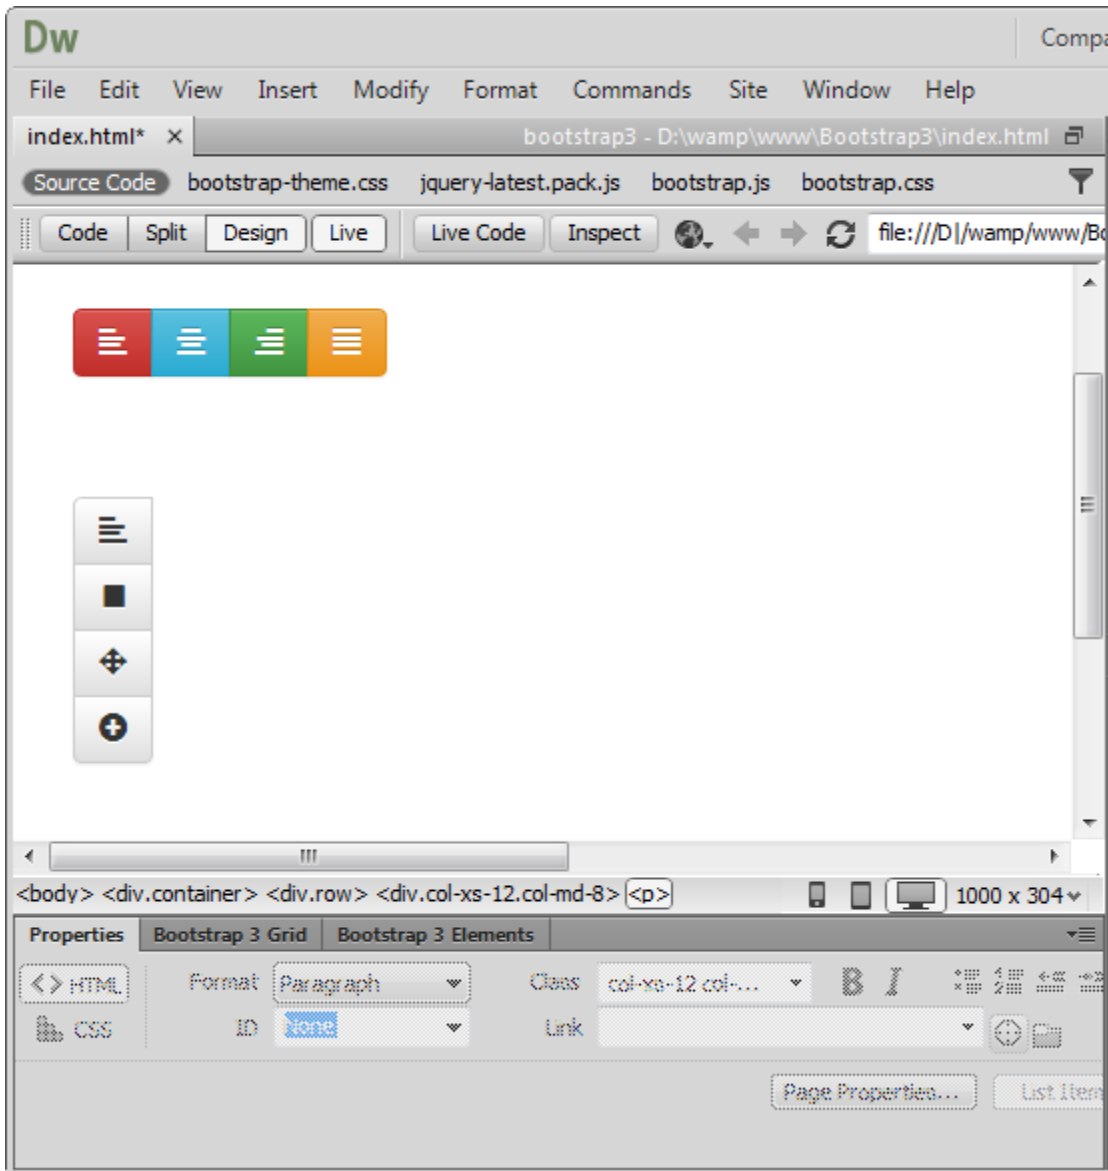 Dw
File Edit View Insert Modify Format Commands Site Window Help
index.html* × bootstrap3 - D:\wamp\www\Bootstrap3\index.html
Source Code bootstrap-theme.css jquery-latest.pack.js bootstrap.js bootstrap.css
Code Split Design Live Live Code Inspect file:///D|/wamp/www/Bo
<body> <div.container> <div.row> <div.col-xs-12.col-md-8> <p> 1000 x 304
Properties Bootstrap 3 Grid Bootstrap 3 Elements
<> HTML Format Paragraph Class col-xs-12 col-... B I
CSS ID None Link
Page Properties... List Item